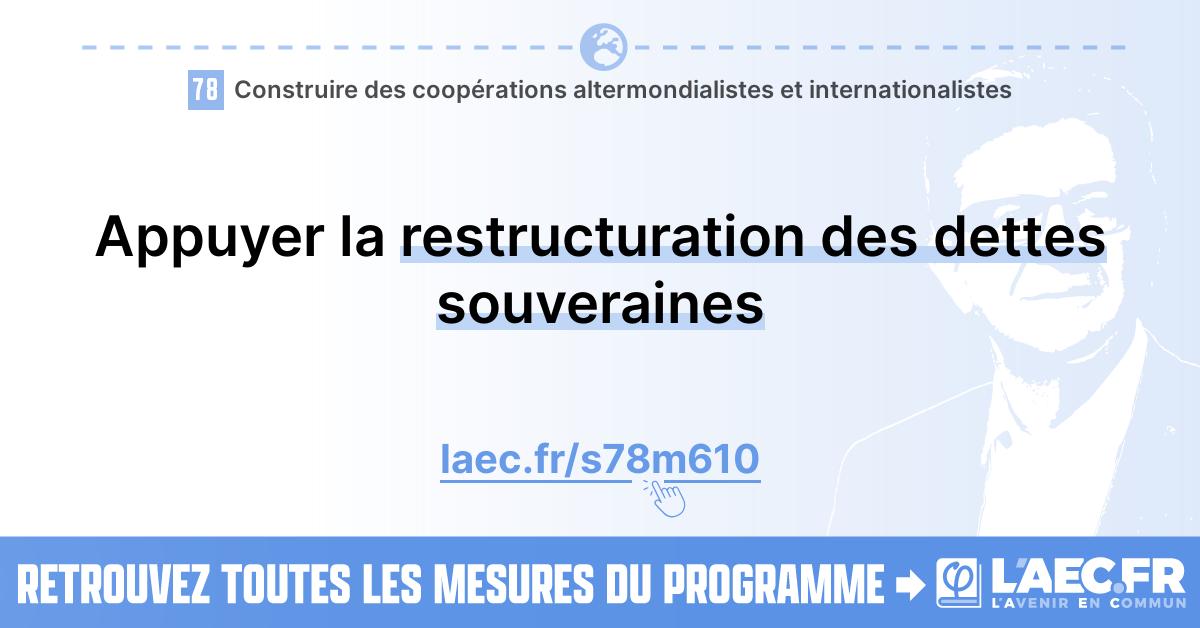 78 Construire des coopérations altermondialistes et internationalistes
Appuyer la restructuration des dettes
souveraines
laec.fr/s78m610
RETROUVEZ TOUTES LES MESURES DU PROGRAMME
φ L'AEC.FR
L'AVENIR EN COMMUN